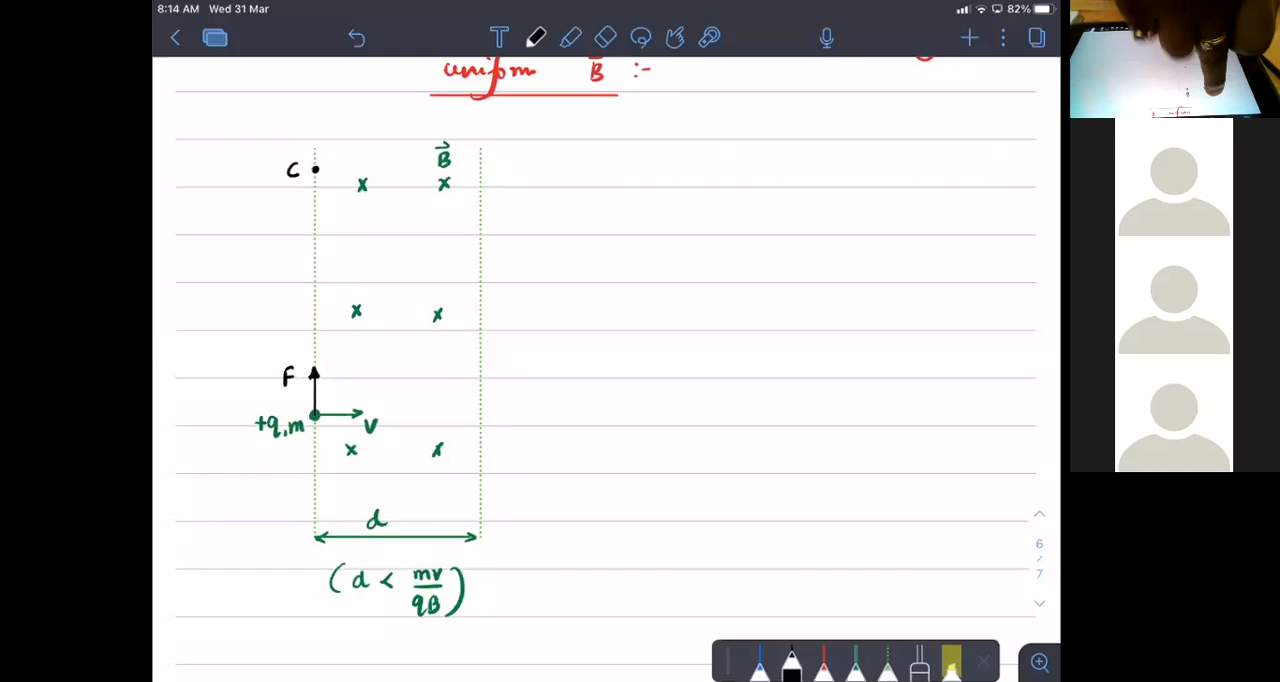 8:14 AM Wed 31 Mar
82%
T
uniform B⃗ :-
B⃗
C
x x
x x
F
+q,m
v
x x
d
(d < mv/qB)
6
/
7